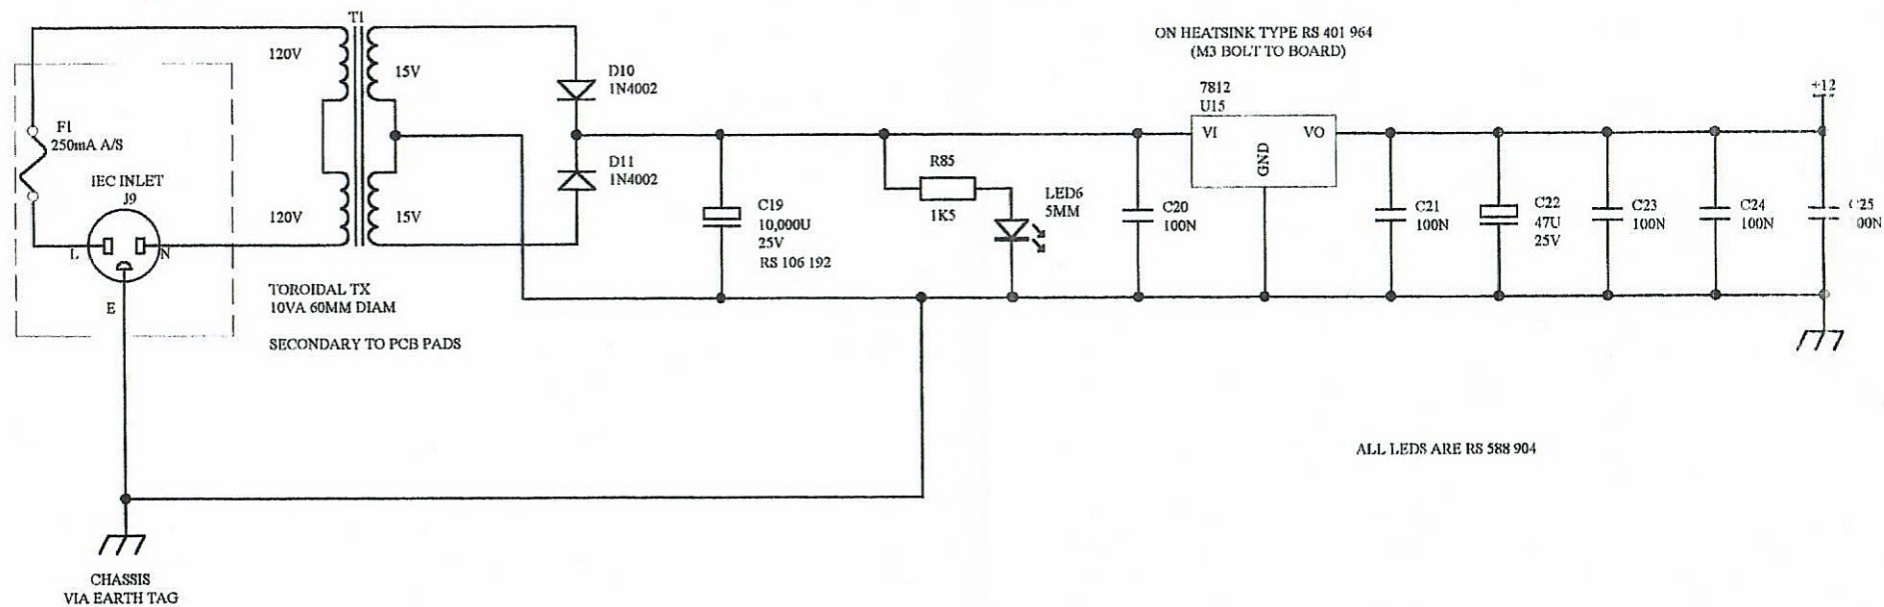 T1
120V
15V
120V
15V
F1
250mA A/S
IEC INLET
J9
L
N
E
TOROIDAL TX
10VA 60MM DIAM
SECONDARY TO PCB PADS
CHASSIS
VIA EARTH TAG
D10
1N4002
D11
1N4002
C19
10,000U
25V
RS 106 192
R85
1K5
LED6
5MM
C20
100N
ON HEATSINK TYPE RS 401 964
(M3 BOLT TO BOARD)
7812
U15
VI
VO
GND
C21
100N
C22
47U
25V
C23
100N
C24
100N
+12
C25
00N
ALL LEDS ARE RS 588 904